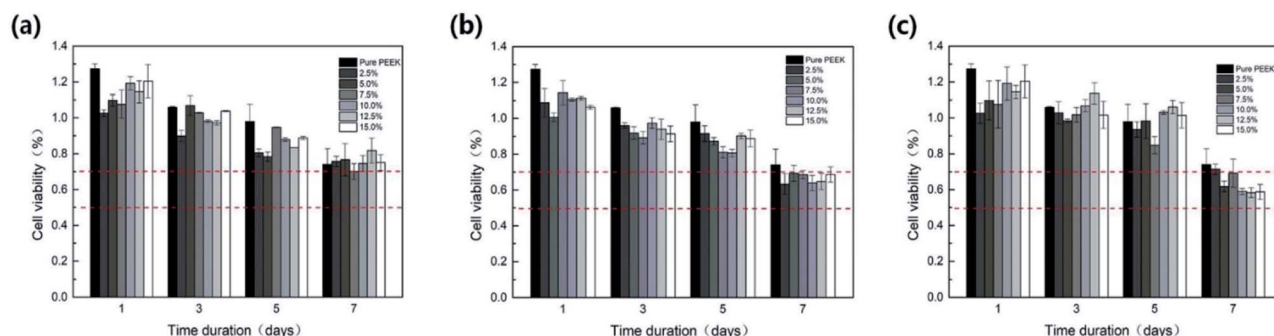 (a)
1.4
1.2
1.0
0.8
0.6
0.4
0.2
0.0
Cell viability (%)
Pure PEEK
2.5%
5.0%
7.5%
10.0%
12.5%
15.0%
1 3 5 7
Time duration (days)
(b)
1.4
1.2
1.0
0.8
0.6
0.4
0.2
0.0
Cell viability (%)
Pure PEEK
2.5%
5.0%
7.5%
10.0%
12.5%
15.0%
1 3 5 7
Time duration (days)
(c)
1.4
1.2
1.0
0.8
0.6
0.4
0.2
0.0
Cell viability (%)
Pure PEEK
2.5%
5.0%
7.5%
10.0%
12.5%
15.0%
1 3 5 7
Time duration (days)